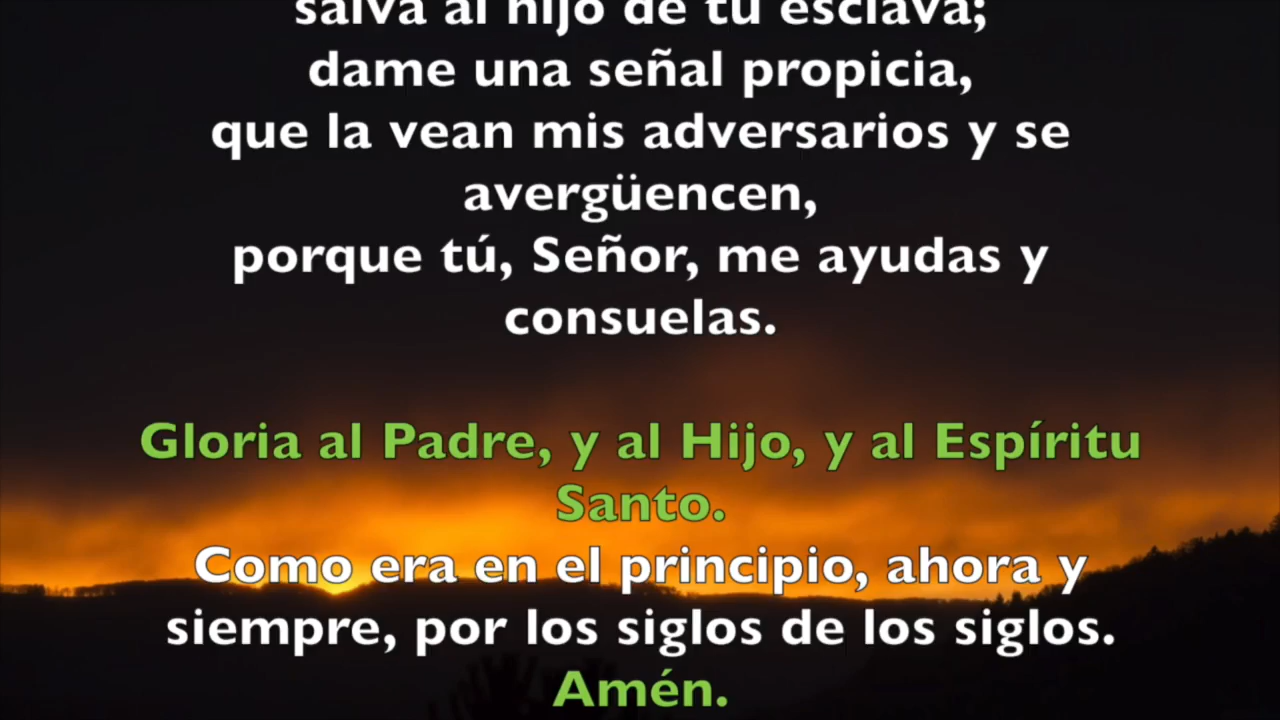 salva al hijo de tu esclava;
dame una señal propicia,
que la vean mis adversarios y se
avergüencen,
porque tú, Señor, me ayudas y
consuelas.
Gloria al Padre, y al Hijo, y al Espíritu
Santo.
Como era en el principio, ahora y
siempre, por los siglos de los siglos.
Amén.